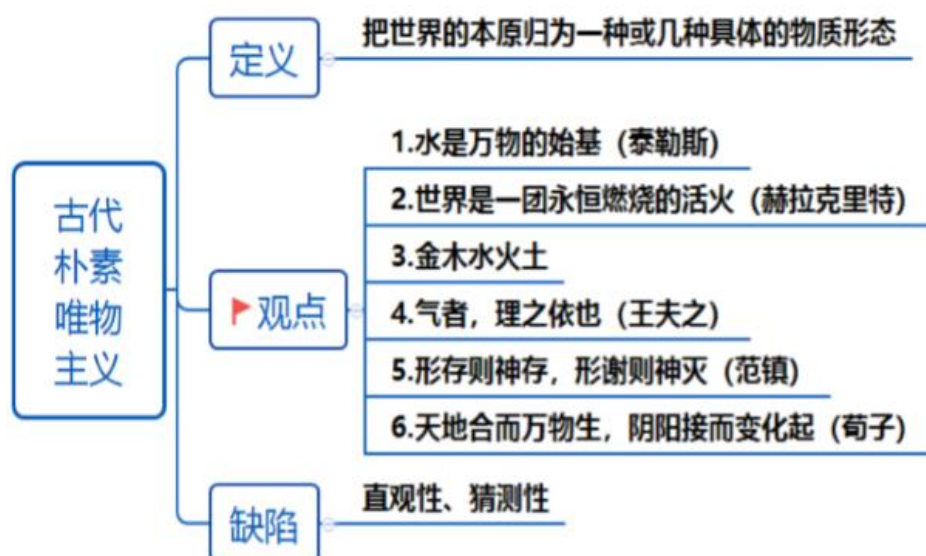 古代
朴素
唯物
主义
定义
把世界的本原归为一种或几种具体的物质形态
观点
1.水是万物的始基（泰勒斯）
2.世界是一团永恒燃烧的活火（赫拉克里特）
3.金木水火土
4.气者，理之依也（王夫之）
5.形存则神存，形谢则神灭（范镇）
6.天地合而万物生，阴阳接而变化起（荀子）
缺陷
直观性、猜测性